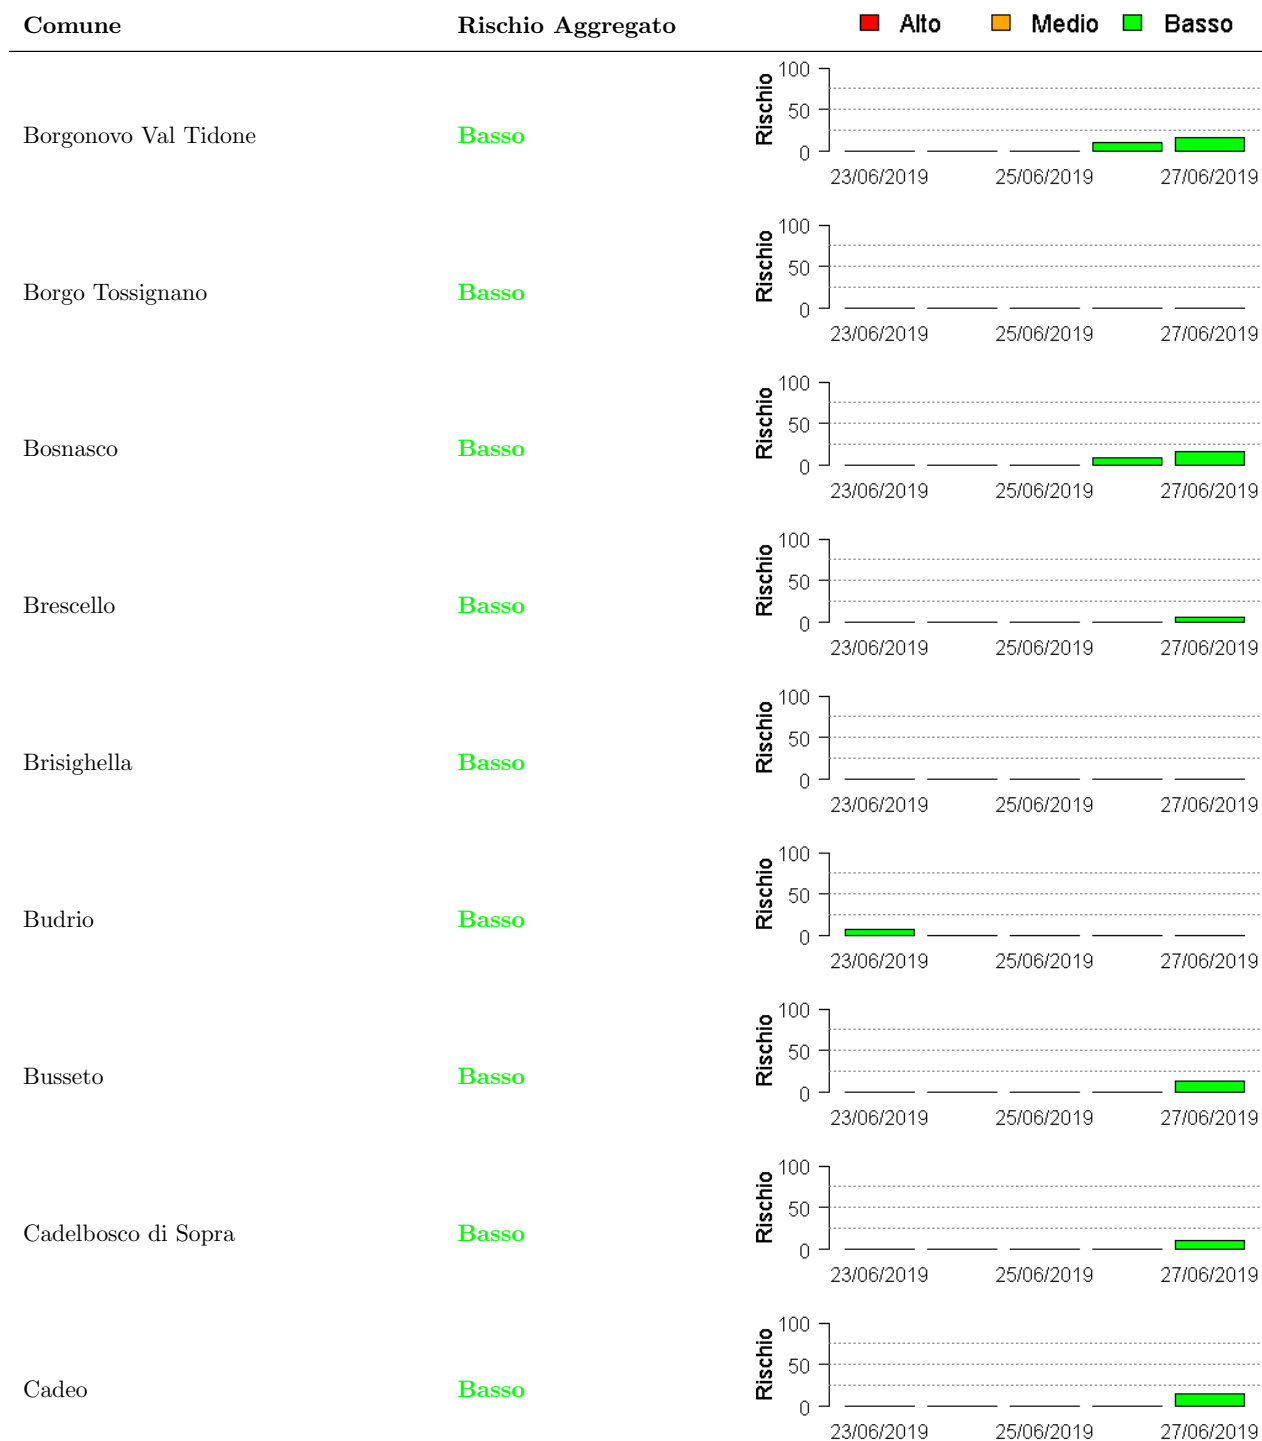 Comune Rischio Aggregato Alto Medio Basso
Borgonovo Val Tidone Basso
Rischio
100
50
0
23/06/2019 25/06/2019 27/06/2019
Borgo Tossignano Basso
Rischio
100
50
0
23/06/2019 25/06/2019 27/06/2019
Bosnasco Basso
Rischio
100
50
0
23/06/2019 25/06/2019 27/06/2019
Brescello Basso
Rischio
100
50
0
23/06/2019 25/06/2019 27/06/2019
Brisighella Basso
Rischio
100
50
0
23/06/2019 25/06/2019 27/06/2019
Budrio Basso
Rischio
100
50
0
23/06/2019 25/06/2019 27/06/2019
Busseto Basso
Rischio
100
50
0
23/06/2019 25/06/2019 27/06/2019
Cadelbosco di Sopra Basso
Rischio
100
50
0
23/06/2019 25/06/2019 27/06/2019
Cadeo Basso
Rischio
100
50
0
23/06/2019 25/06/2019 27/06/2019